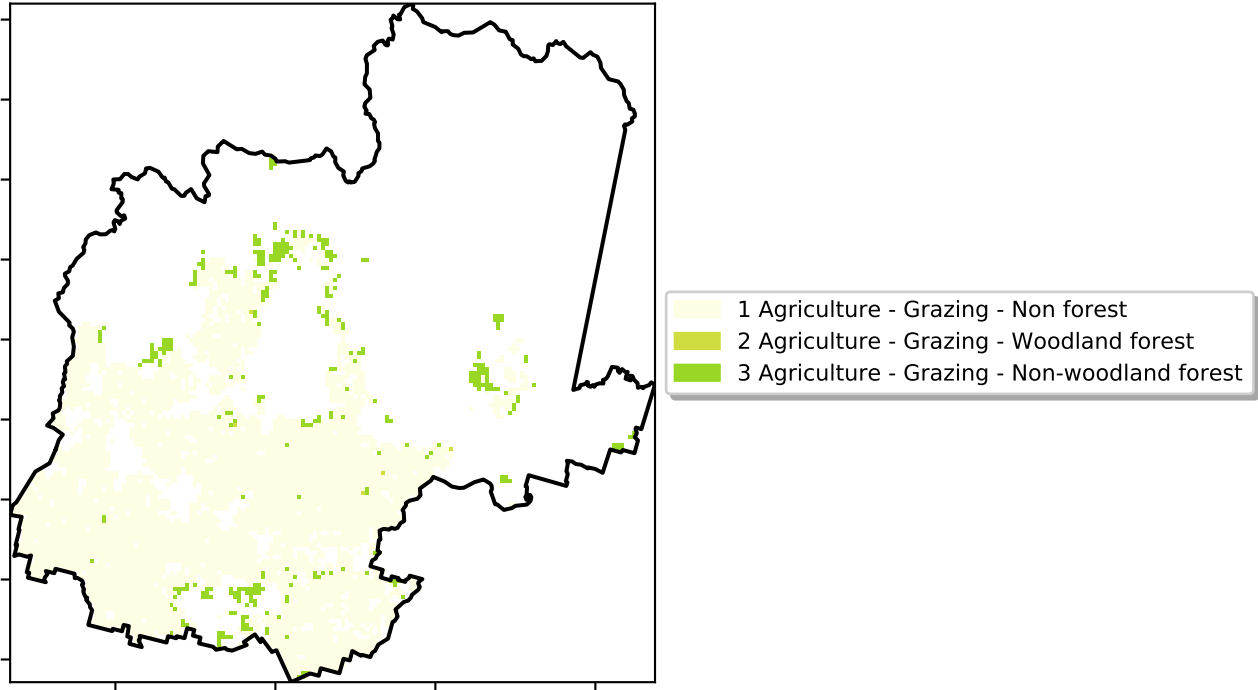 1 Agriculture - Grazing - Non forest
2 Agriculture - Grazing - Woodland forest
3 Agriculture - Grazing - Non-woodland forest